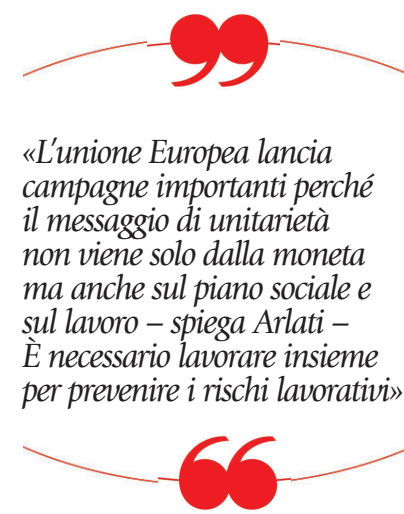 «L'unione Europea lancia
campagne importanti perché
il messaggio di unitarietà
non viene solo dalla moneta
ma anche sul piano sociale e
sul lavoro – spiega Arlati –
È necessario lavorare insieme
per prevenire i rischi lavorativi»